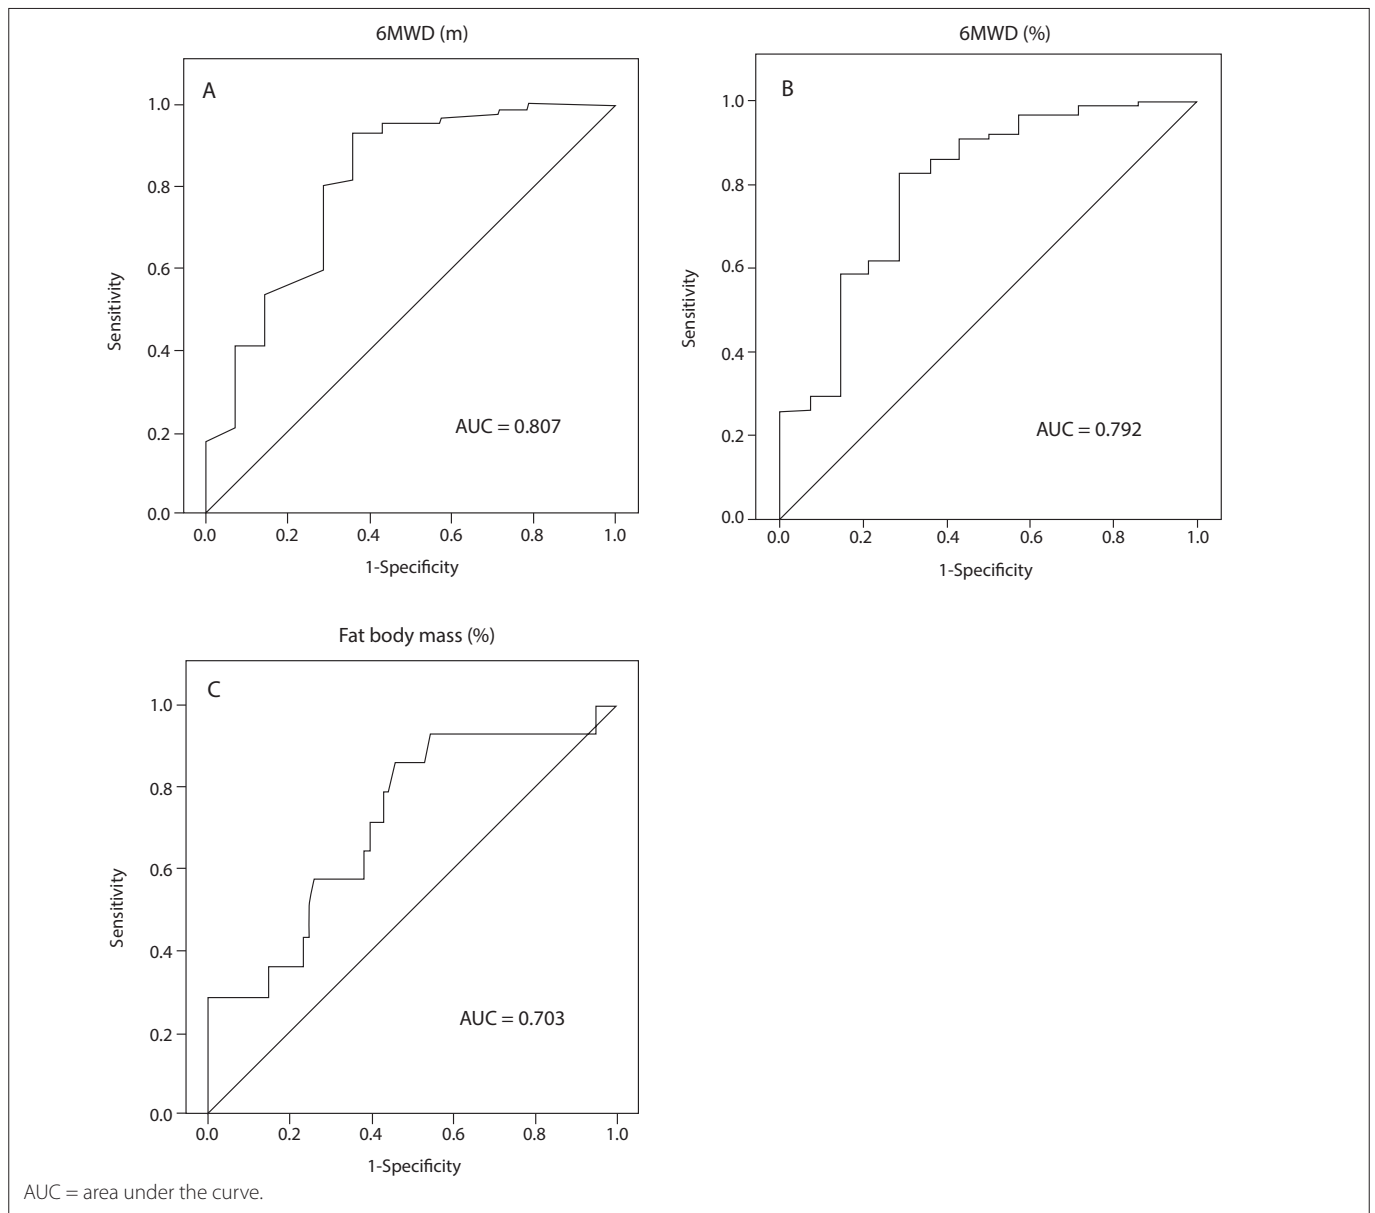 6MWD (m)
A
1.0
0.8
0.6
0.4
0.2
0.0
Sensitivity
AUC = 0.807
0.0 0.2 0.4 0.6 0.8 1.0
1-Specificity
6MWD (%)
B
1.0
0.8
0.6
0.4
0.2
0.0
Sensitivity
AUC = 0.792
0.0 0.2 0.4 0.6 0.8 1.0
1-Specificity
Fat body mass (%)
C
1.0
0.8
0.6
0.4
0.2
0.0
Sensitivity
AUC = 0.703
0.0 0.2 0.4 0.6 0.8 1.0
1-Specificity
AUC = area under the curve.